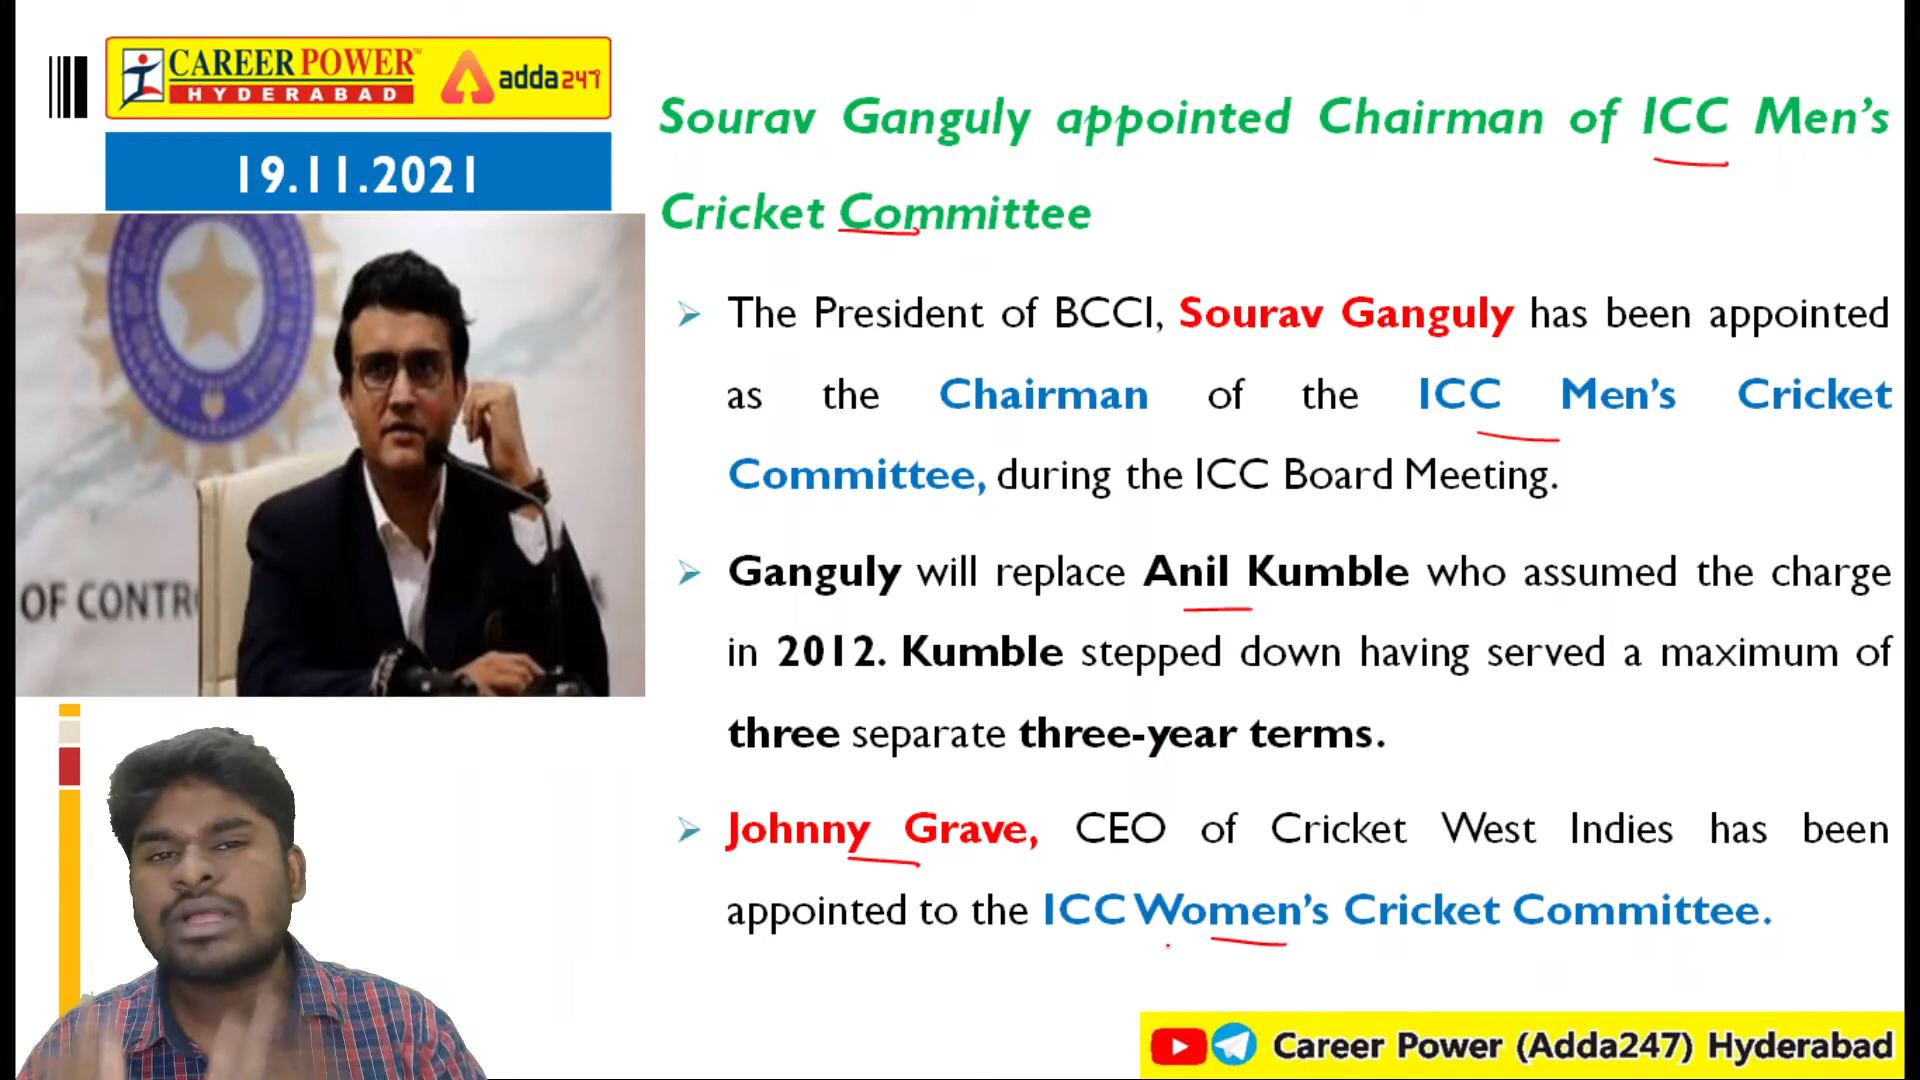 CAREER POWER
HYDERABAD
adda247
19.11.2021
Sourav Ganguly appointed Chairman of ICC Men's
Cricket Committee
The President of BCCI, Sourav Ganguly has been appointed
as the Chairman of the ICC Men's Cricket
Committee, during the ICC Board Meeting.
Ganguly will replace Anil Kumble who assumed the charge
in 2012. Kumble stepped down having served a maximum of
three separate three-year terms.
Johnny Grave, CEO of Cricket West Indies has been
appointed to the ICC Women's Cricket Committee.
OF CONTR
Career Power (Adda247) Hyderabad